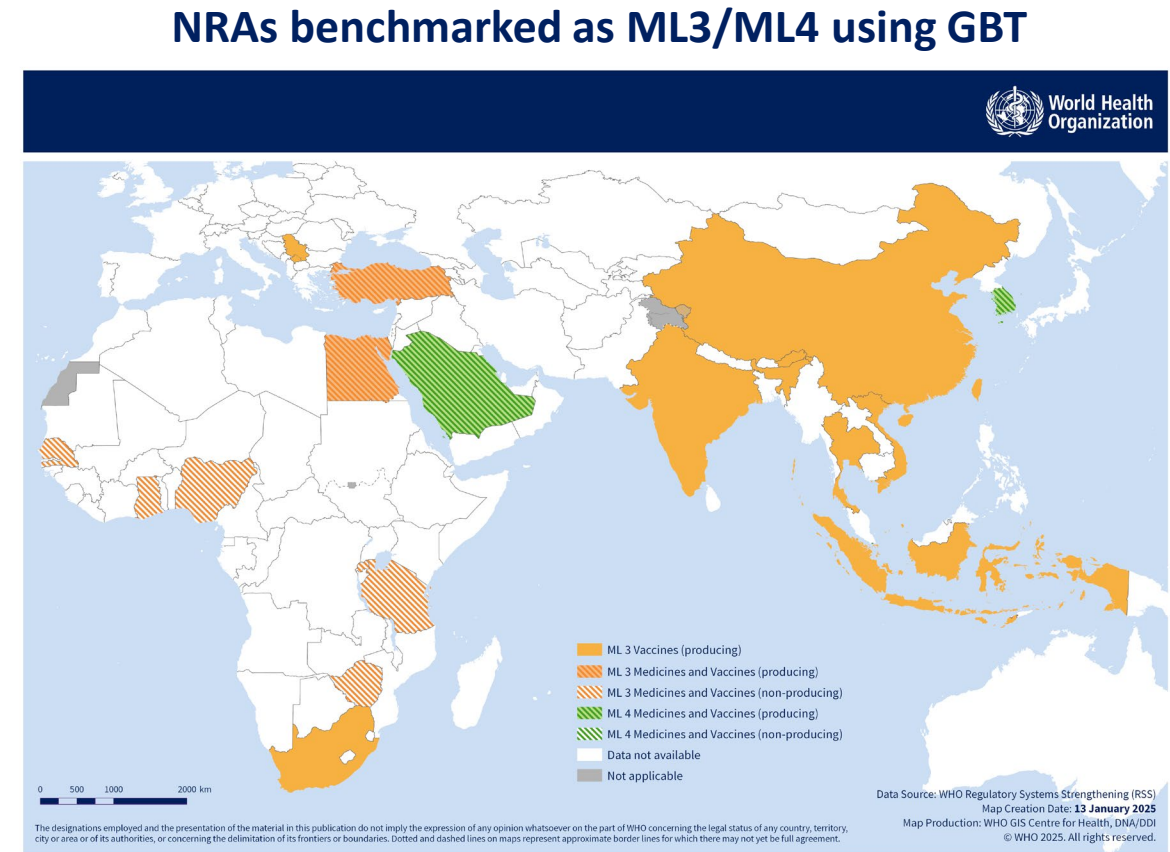 NRAs benchmarked as ML3/ML4 using GBT
World Health
Organization
ML 3 Vaccines (producing)
ML 3 Medicines and Vaccines (producing)
ML 3 Medicines and Vaccines (non-producing)
ML 4 Medicines and Vaccines (producing)
ML 4 Medicines and Vaccines (non-producing)
Data not available
Not applicable
0 500 1000 2000 km
Data Source: WHO Regulatory Systems Strengthening (RSS)
Map Creation Date: 13 January 2025
Map Production: WHO GIS Centre for Health, DNA/DDI
© WHO 2025. All rights reserved.
The designations employed and the presentation of the material in this publication do not imply the expression of any opinion whatsoever on the part of WHO concerning the legal status of any country, territory,
city or area or of its authorities, or concerning the delimitation of its frontiers or boundaries. Dotted and dashed lines on maps represent approximate border lines for which there may not yet be full agreement.